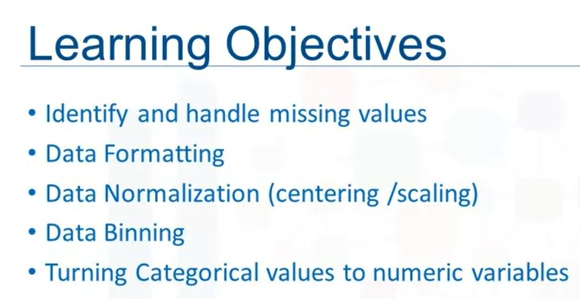 Learning Objectives
• Identify and handle missing values
• Data Formatting
• Data Normalization (centering /scaling)
• Data Binning
• Turning Categorical values to numeric variables